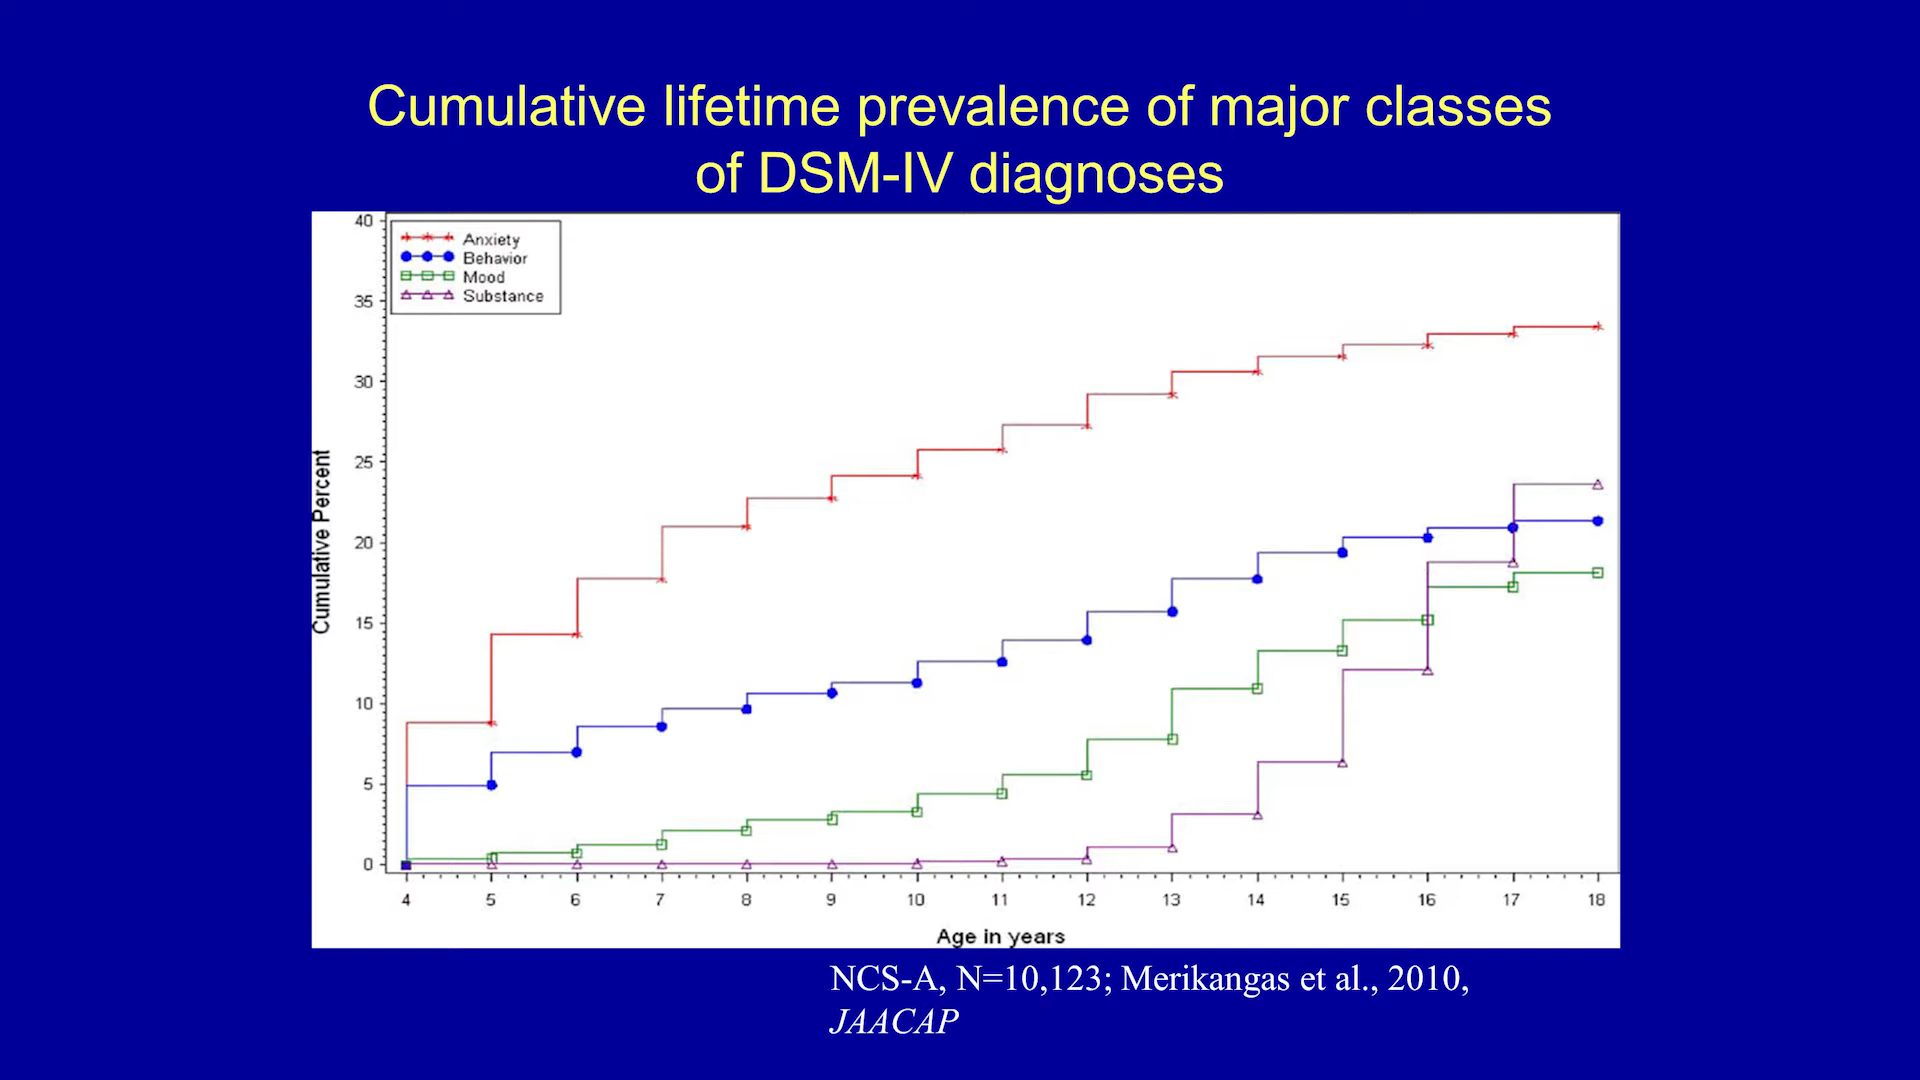 Cumulative lifetime prevalence of major classes
of DSM-IV diagnoses
Anxiety
Behavior
Mood
Substance
40
35
30
25
20
15
10
5
0
Cumulative Percent
4 5 6 7 8 9 10 11 12 13 14 15 16 17 18
Age in years
NCS-A, N=10,123; Merikangas et al., 2010,
JAACAP